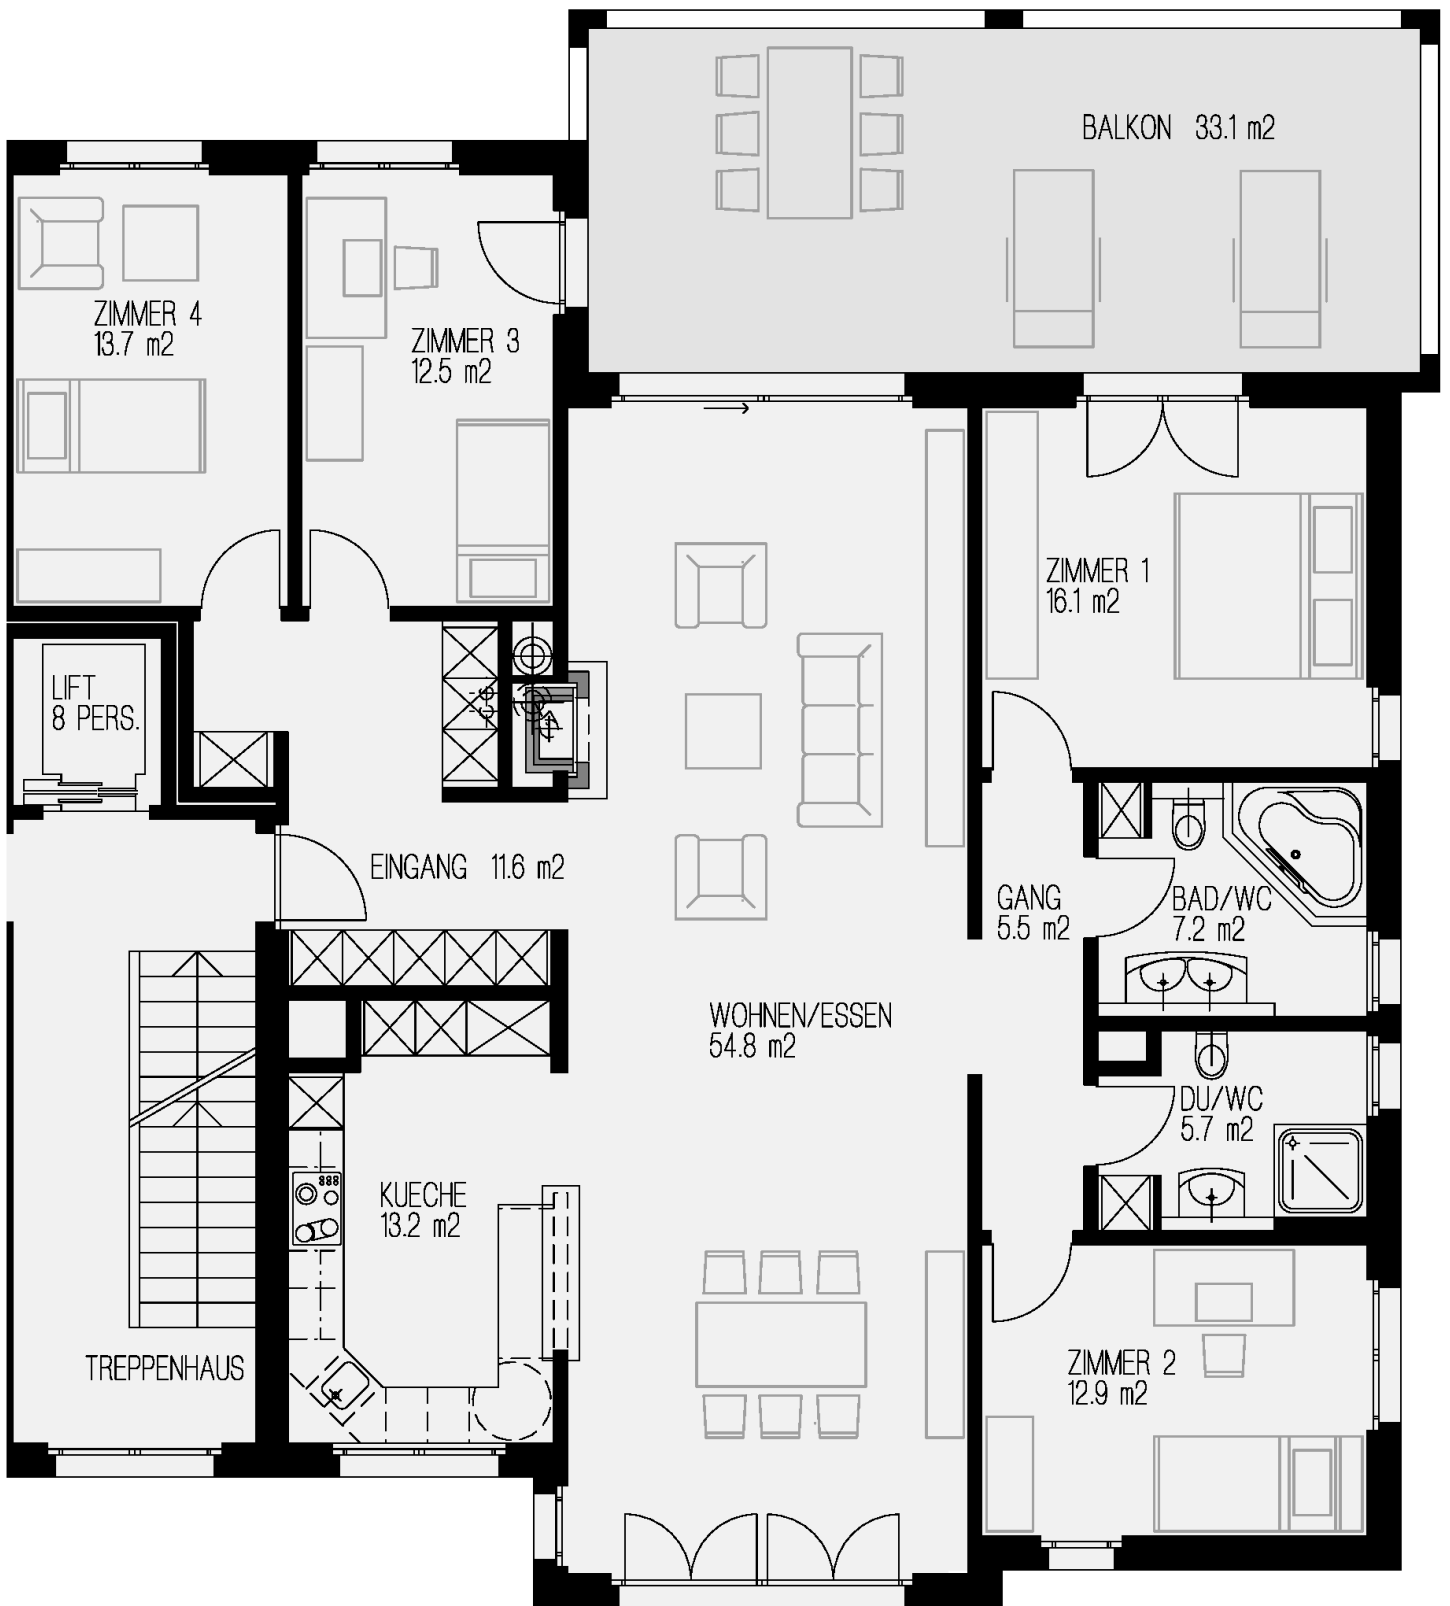 BALKON 33.1 m2
ZIMMER 4
13.7 m2
ZIMMER 3
12.5 m2
ZIMMER 1
16.1 m2
LIFT
8 PERS.
EINGANG 11.6 m2
GANG
5.5 m2
BAD/WC
7.2 m2
WOHNEN/ESSEN
54.8 m2
DU/WC
5.7 m2
KUECHE
13.2 m2
TREPPENHAUS
ZIMMER 2
12.9 m2